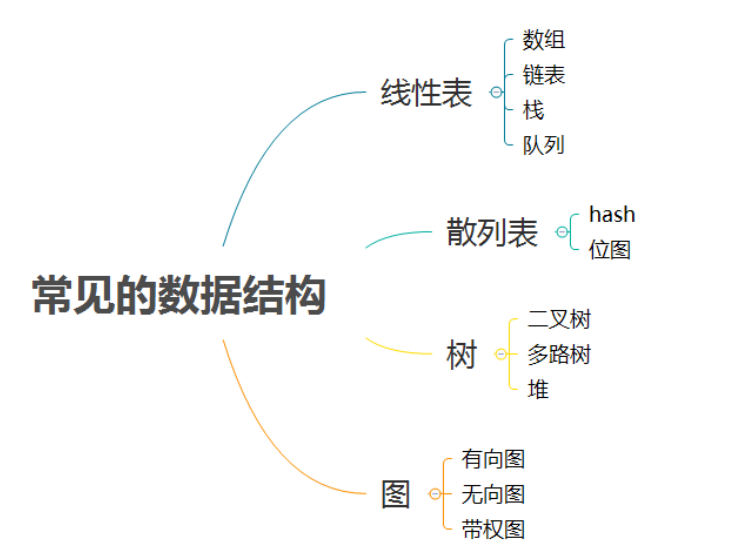 常见的数据结构
线性表
数组
链表
栈
队列
散列表
hash
位图
树
二叉树
多路树
堆
图
有向图
无向图
带权图